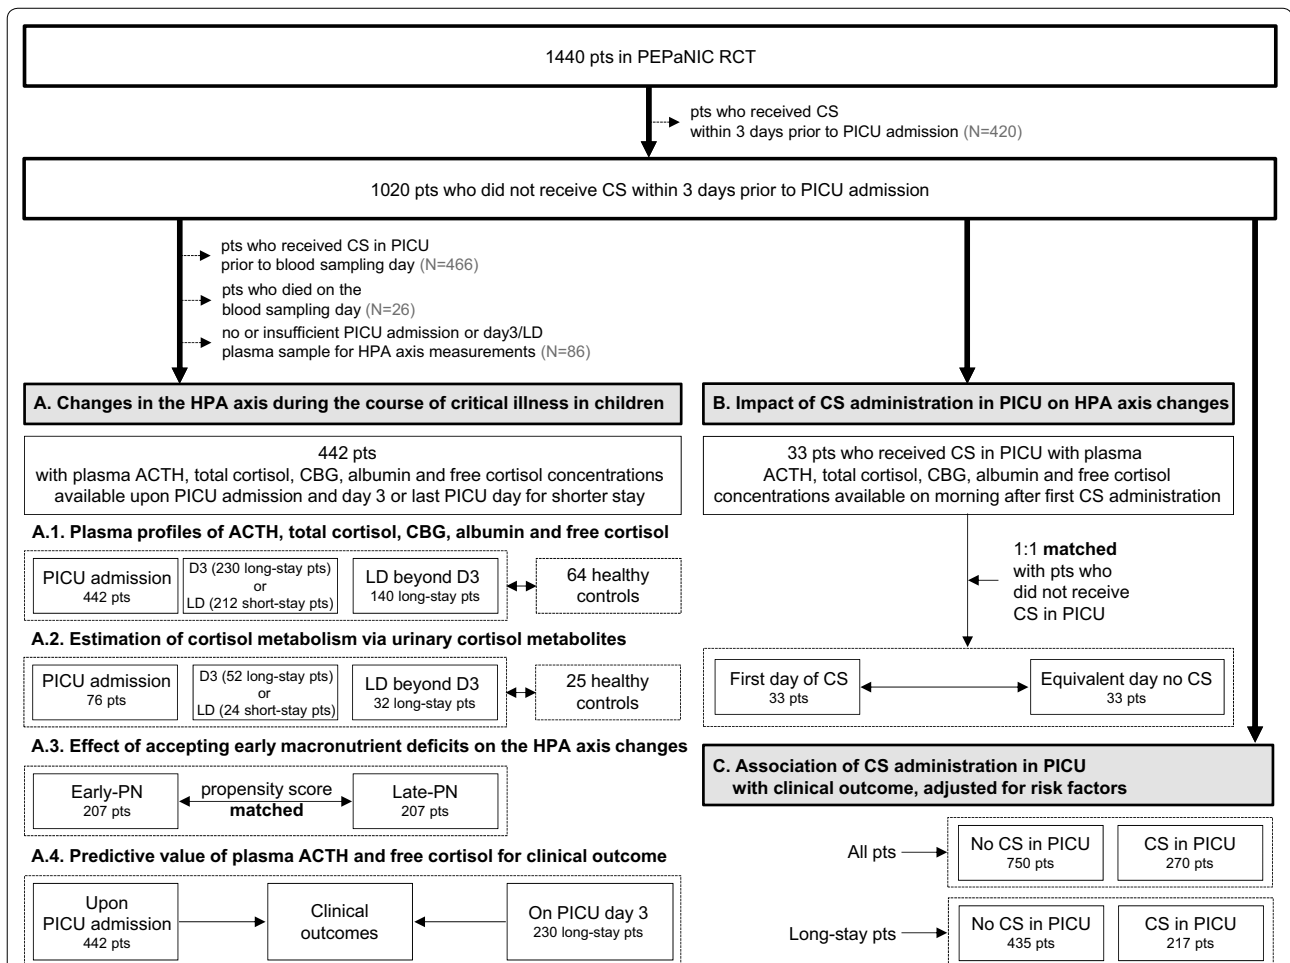 1440 pts in PEPaNIC RCT
pts who received CS
within 3 days prior to PICU admission (N=420)
1020 pts who did not receive CS within 3 days prior to PICU admission
pts who received CS in PICU
prior to blood sampling day (N=466)
pts who died on the
blood sampling day (N=26)
no or insufficient PICU admission or day3/LD
plasma sample for HPA axis measurements (N=86)
A. Changes in the HPA axis during the course of critical illness in children
442 pts
with plasma ACTH, total cortisol, CBG, albumin and free cortisol concentrations
available upon PICU admission and day 3 or last PICU day for shorter stay
A.1. Plasma profiles of ACTH, total cortisol, CBG, albumin and free cortisol
PICU admission
442 pts
D3 (230 long-stay pts)
or
LD (212 short-stay pts)
LD beyond D3
140 long-stay pts
64 healthy
controls
A.2. Estimation of cortisol metabolism via urinary cortisol metabolites
PICU admission
76 pts
D3 (52 long-stay pts)
or
LD (24 short-stay pts)
LD beyond D3
32 long-stay pts
25 healthy
controls
A.3. Effect of accepting early macronutrient deficits on the HPA axis changes
Early-PN
207 pts
propensity score
matched
Late-PN
207 pts
A.4. Predictive value of plasma ACTH and free cortisol for clinical outcome
Upon
PICU admission
442 pts
Clinical
outcomes
On PICU day 3
230 long-stay pts
B. Impact of CS administration in PICU on HPA axis changes
33 pts who received CS in PICU with plasma
ACTH, total cortisol, CBG, albumin and free cortisol
concentrations available on morning after first CS administration
1:1 matched
with pts who
did not receive
CS in PICU
First day of CS
33 pts
Equivalent day no CS
33 pts
C. Association of CS administration in PICU
with clinical outcome, adjusted for risk factors
All pts
No CS in PICU
750 pts
CS in PICU
270 pts
Long-stay pts
No CS in PICU
435 pts
CS in PICU
217 pts